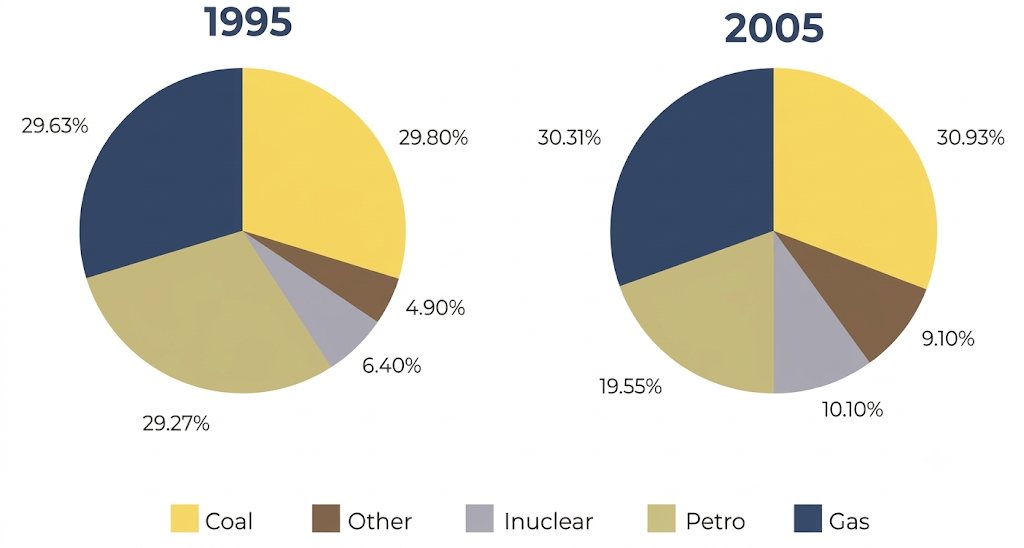 1995
2005
29.63%
29.80%
4.90%
6.40%
29.27%
30.31%
30.93%
9.10%
10.10%
19.55%
Coal
Other
Inuclear
Petro
Gas